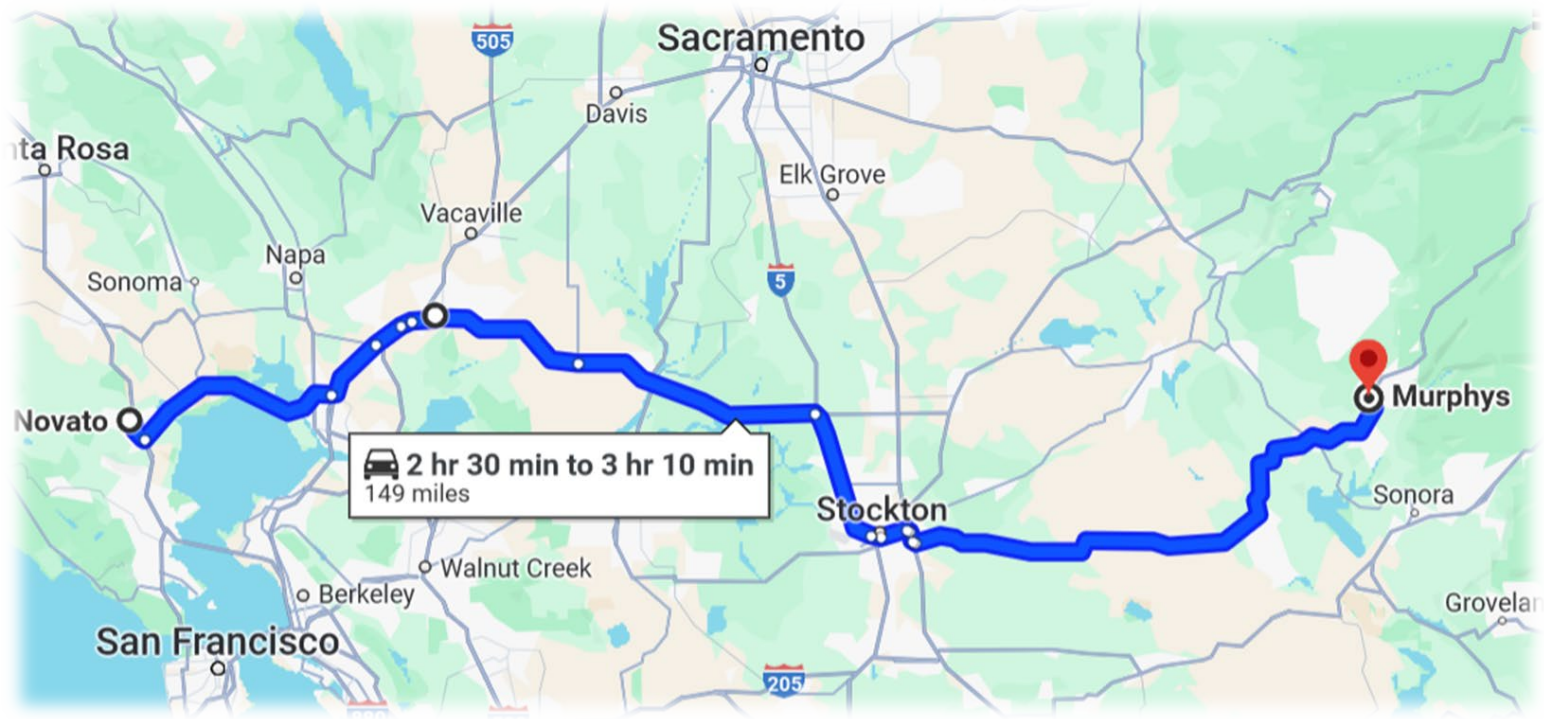 505
Sacramento
Davis
nta Rosa
Elk Grove
Vacaville
Napa
Sonoma
5
Novato
Murphys
2 hr 30 min to 3 hr 10 min
149 miles
Stockton
Sonora
Walnut Creek
Berkeley
Grovelan
San Francisco
205